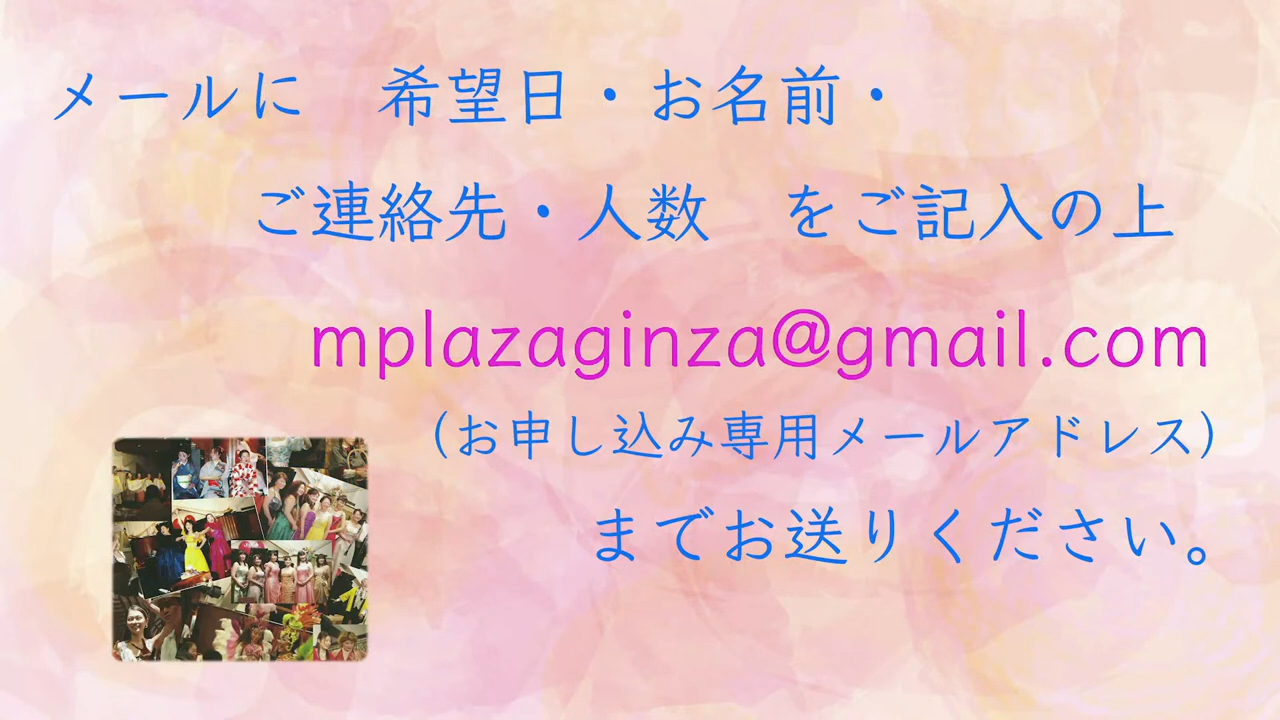 メールに　希望日・お名前・
ご連絡先・人数　をご記入の上
mplazaginza@gmail.com
（お申し込み専用メールアドレス）
までお送りください。